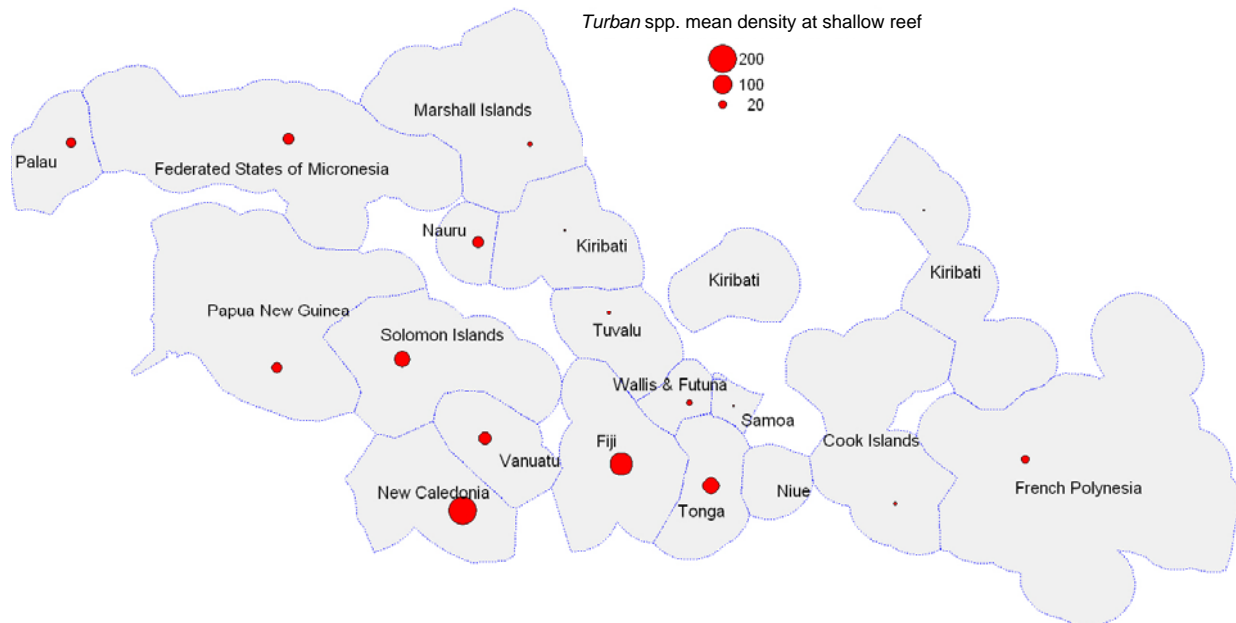 Turban spp. mean density at shallow reef
200
100
20
Marshall Islands
Palau
Federated States of Micronesia
Nauru
Kiribati
Kiribati
Kiribati
Papua New Guinea
Solomon Islands
Tuvalu
Wallis & Futuna
Samoa
Fiji
Cook Islands
Vanuatu
New Caledonia
Niue
French Polynesia
Tonga